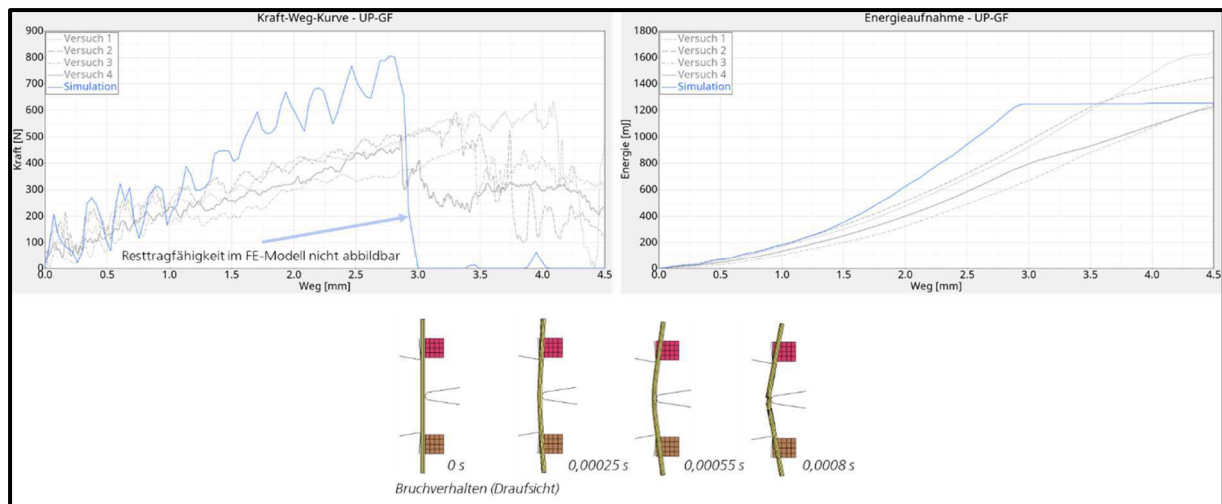 Kraft-Weg-Kurve - UP-GF
900
800
700
600
500
400
300
200
100
0
Kraft [N]
Versuch 1
Versuch 2
Versuch 3
Versuch 4
Simulation
Resttragfähigkeit im FE-Modell nicht abbildbar
0.0 0.5 1.0 1.5 2.0 2.5 3.0 3.5 4.0 4.5
Weg [mm]
Energieaufnahme - UP-GF
1800
1600
1400
1200
1000
800
600
400
200
0
Energie [mJ]
Versuch 1
Versuch 2
Versuch 3
Versuch 4
Simulation
0.0 0.5 1.0 1.5 2.0 2.5 3.0 3.5 4.0 4.5
Weg [mm]
0 s 0,00025 s 0,00055 s 0,0008 s
Bruchverhalten (Draufsicht)